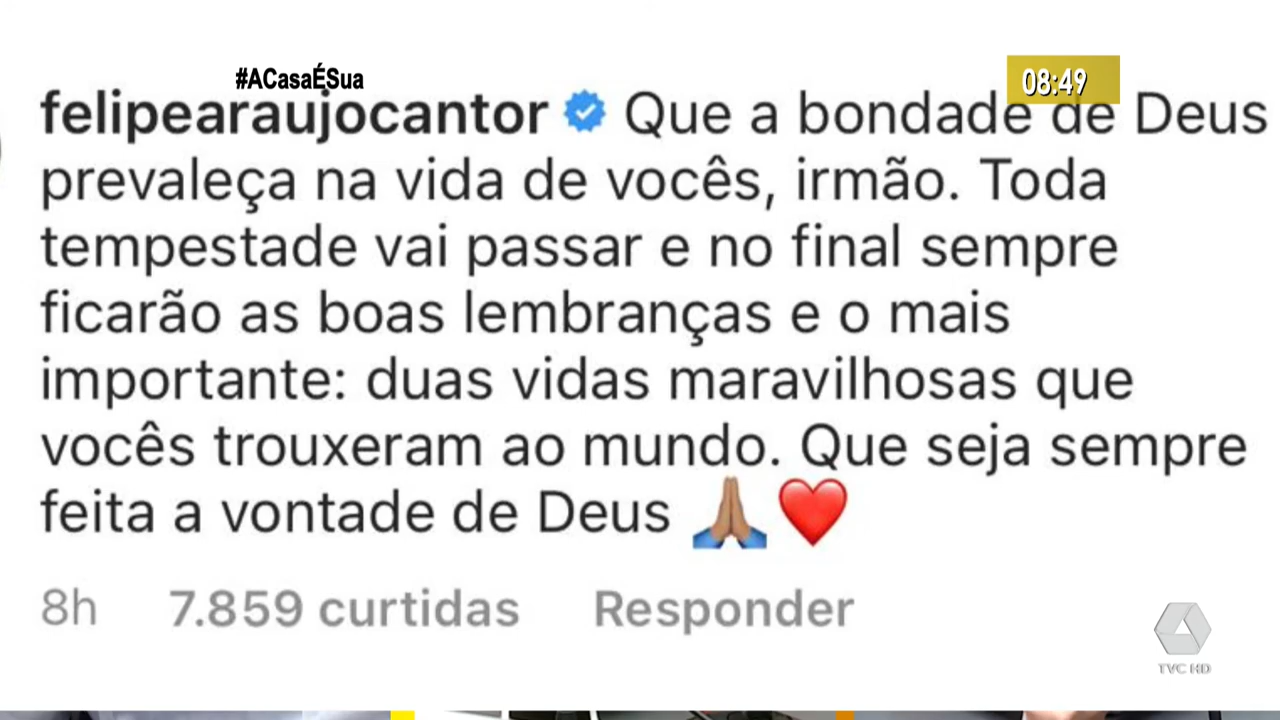 #ACasaÉSua
08:49
felipearaujocantor Que a bondade de Deus
prevaleça na vida de vocês, irmão. Toda
tempestade vai passar e no final sempre
ficarão as boas lembranças e o mais
importante: duas vidas maravilhosas que
vocês trouxeram ao mundo. Que seja sempre
feita a vontade de Deus 🙏🏽❤️
8h 7.859 curtidas Responder
TVC HD